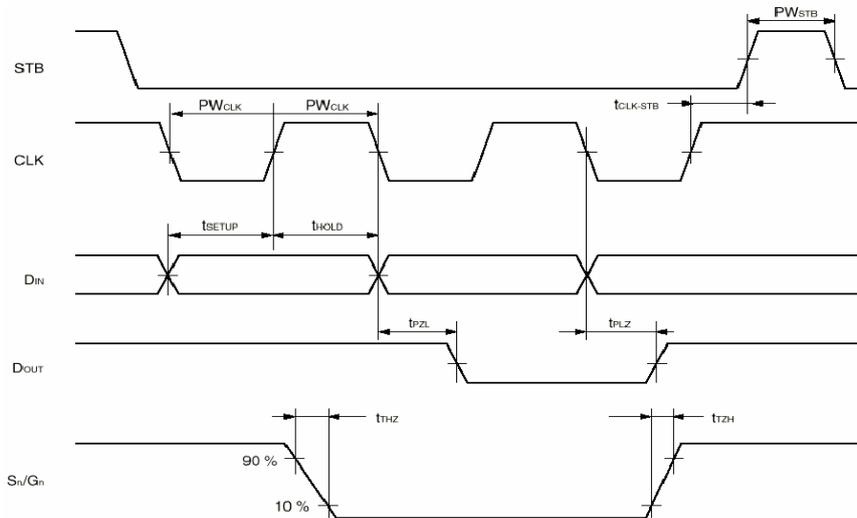 PWSTB
STB
tCLK-STB
PWCLK PWCLK
CLK
tSETUP tHOLD
DIN
tPZL tPLZ
DOUT
tTHZ tTZH
90 %
Sn/Gn
10 %